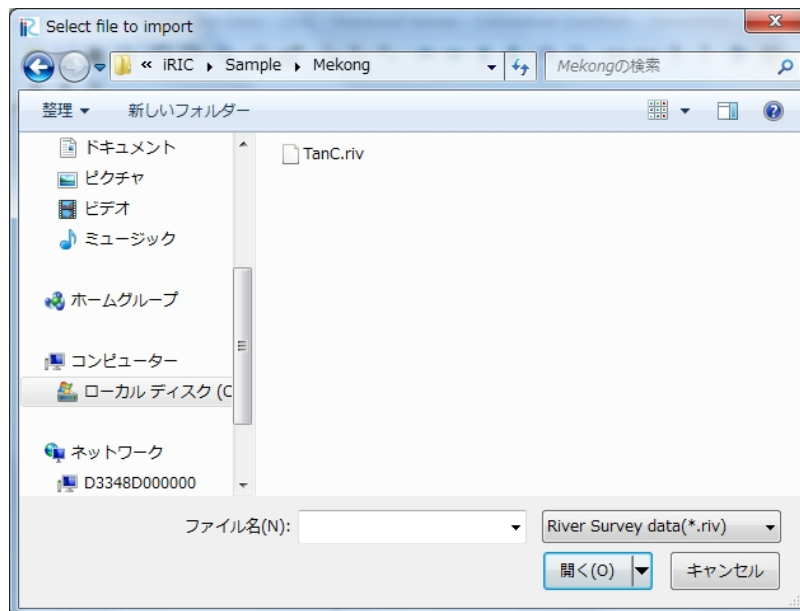 Select file to import
« iRIC ▸ Sample ▸ Mekong
Mekongの検索
整理 新しいフォルダー
ドキュメント
ピクチャ
ビデオ
ミュージック
ホームグループ
コンピューター
ローカル ディスク (C
ネットワーク
D3348D000000
TanC.riv
ファイル名(N):
River Survey data(*.riv)
開く(O) キャンセル